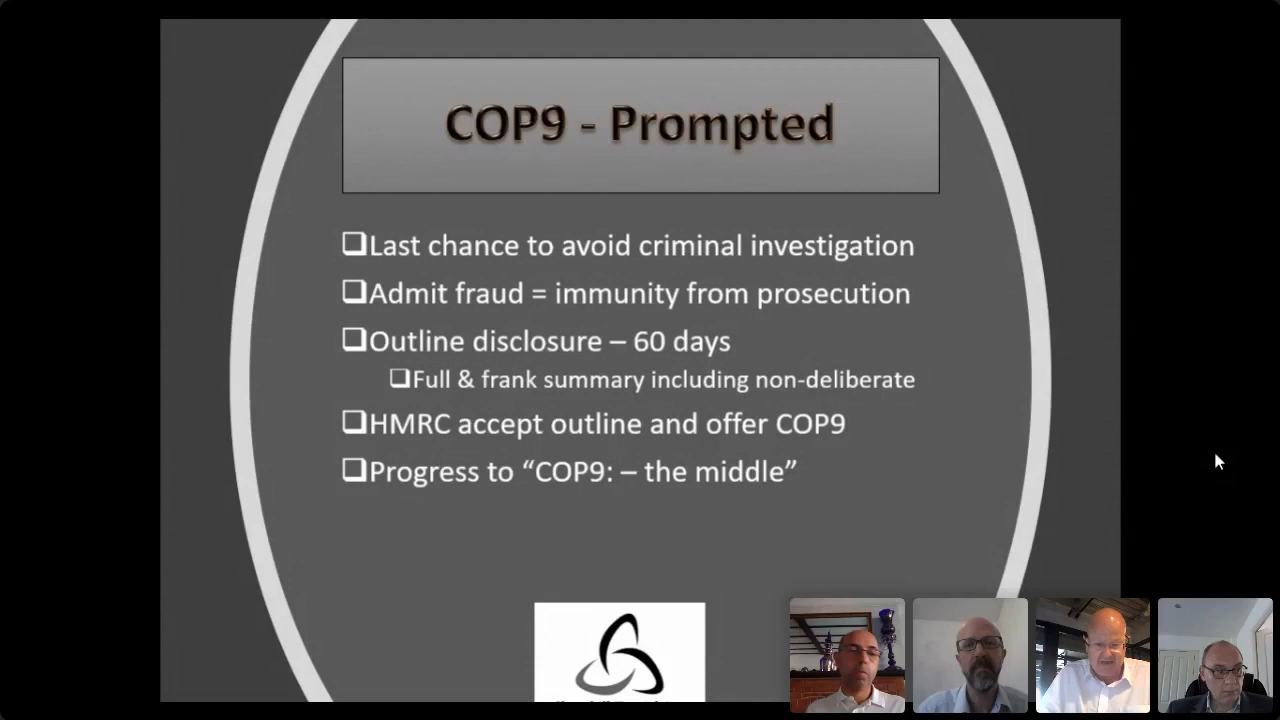 COP9 - Prompted
Last chance to avoid criminal investigation
Admit fraud = immunity from prosecution
Outline disclosure – 60 days
Full & frank summary including non-deliberate
HMRC accept outline and offer COP9
Progress to “COP9: – the middle”